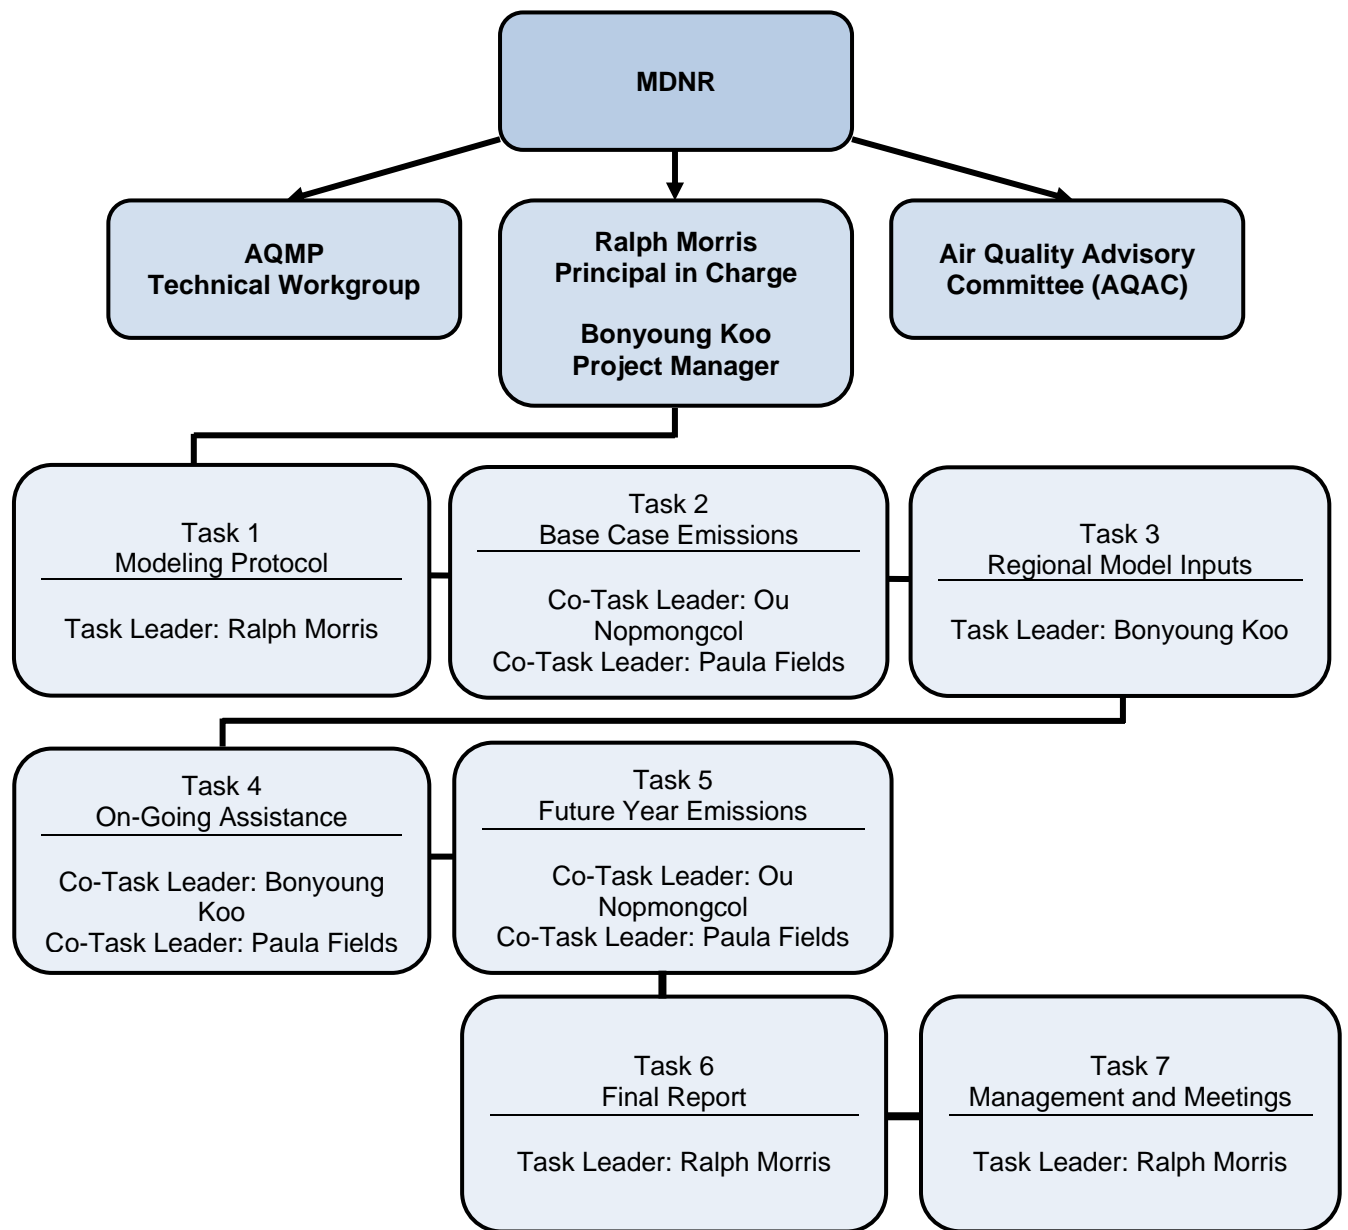 MDNR
AQMP
Technical Workgroup
Ralph Morris
Principal in Charge
Bonyoung Koo
Project Manager
Air Quality Advisory
Committee (AQAC)
Task 1
Modeling Protocol
Task Leader: Ralph Morris
Task 2
Base Case Emissions
Co-Task Leader: Ou
Nopmongcol
Co-Task Leader: Paula Fields
Task 3
Regional Model Inputs
Task Leader: Bonyoung Koo
Task 4
On-Going Assistance
Co-Task Leader: Bonyoung
Koo
Co-Task Leader: Paula Fields
Task 5
Future Year Emissions
Co-Task Leader: Ou
Nopmongcol
Co-Task Leader: Paula Fields
Task 6
Final Report
Task Leader: Ralph Morris
Task 7
Management and Meetings
Task Leader: Ralph Morris